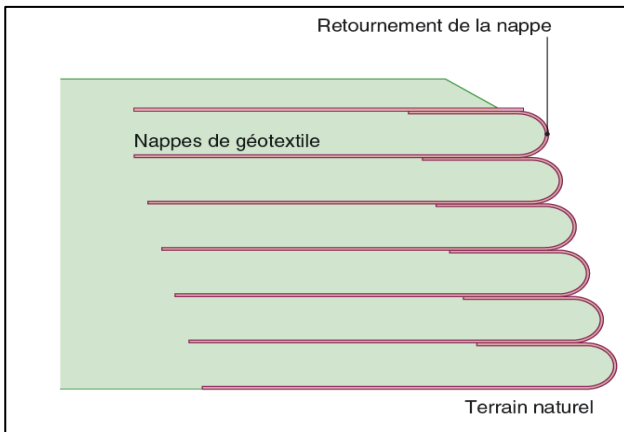 Retournement de la nappe
Nappes de géotextile
Terrain naturel